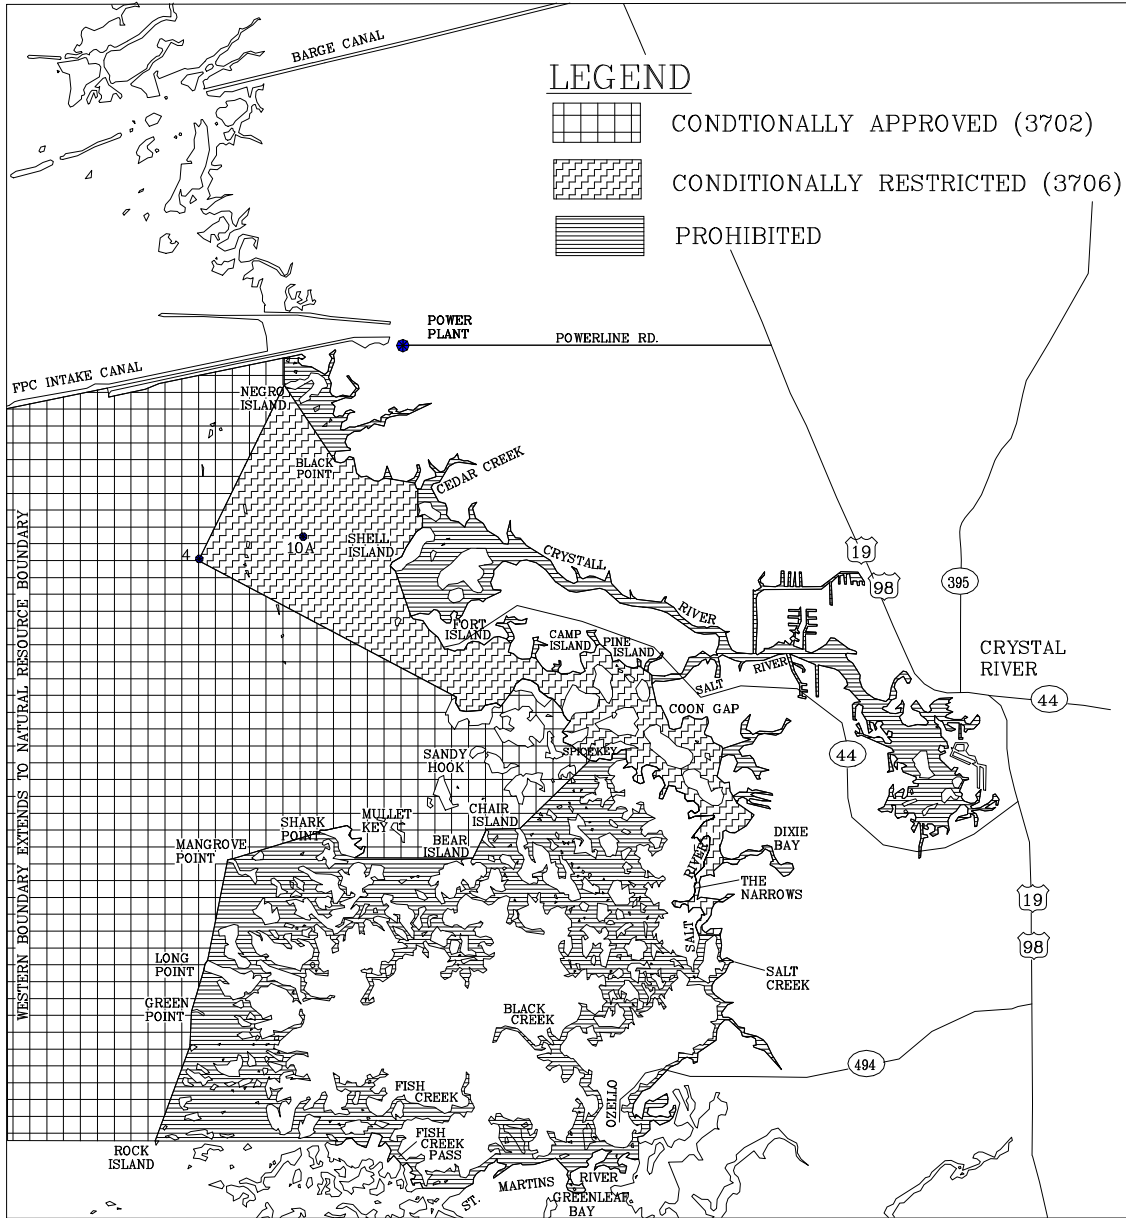 BARGE CANAL
LEGEND
CONDTIONALLY APPROVED (3702)
CONDITIONALLY RESTRICTED (3706)
PROHIBITED
POWER
PLANT
POWERLINE RD.
FPC INTAKE CANAL
NEGRO
ISLAND
BLACK
POINT
CEDAR CREEK
WESTERN BOUNDARY EXTENDS TO NATURAL RESOURCE BOUNDARY
4
10A
SHELL
ISLAND
CRYSTALL
RIVER
19
98
395
CRYSTAL
RIVER
44
FORT
ISLAND
CAMP
ISLAND
PINE
ISLAND
SALT
RIVER
COON GAP
44
SANDY
HOOK
SPICE KEY
CHAIR
ISLAND
MULLET
KEY
SHARK
POINT
BEAR
ISLAND
MANGROVE
POINT
DIXIE
BAY
THE
NARROWS
SALT
RIVER
19
98
LONG
POINT
SALT
CREEK
GREEN
POINT
BLACK
CREEK
494
FISH
CREEK
OZELLO
FISH
CREEK
PASS
ROCK
ISLAND
ST.
MARTINS
RIVER
GREENLEAF
BAY